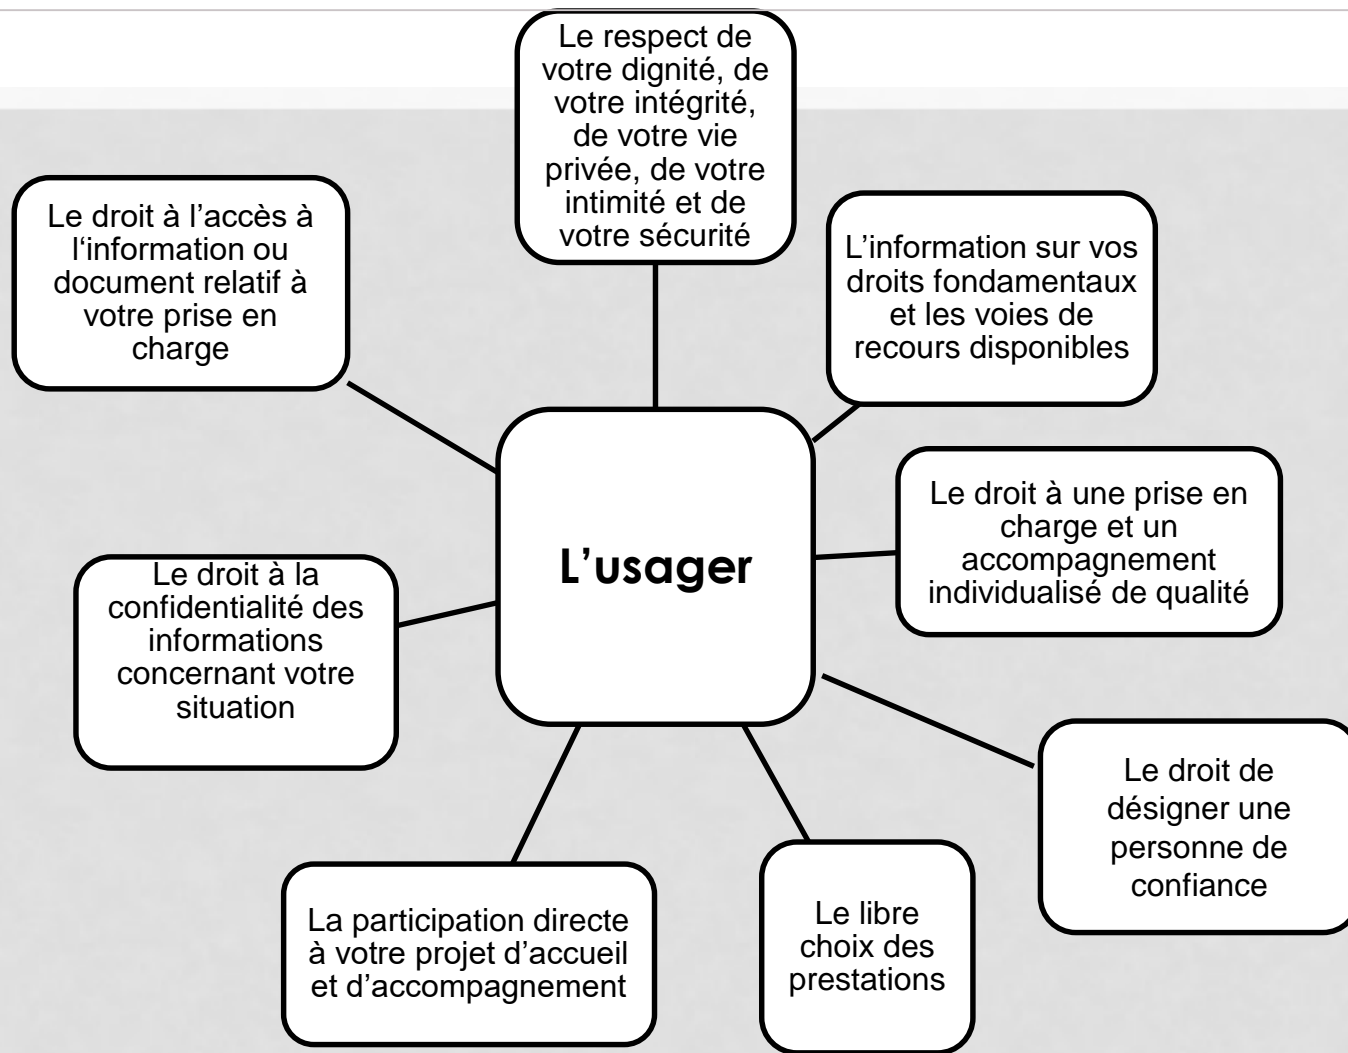 Le respect de
votre dignité, de
votre intégrité,
de votre vie
privée, de votre
intimité et de
votre sécurité
Le droit à l’accès à
l‘information ou
document relatif à
votre prise en
charge
L’information sur vos
droits fondamentaux
et les voies de
recours disponibles
L’usager
Le droit à une prise en
charge et un
accompagnement
individualisé de qualité
Le droit à la
confidentialité des
informations
concernant votre
situation
Le droit de
désigner une
personne de
confiance
La participation directe
à votre projet d’accueil
et d’accompagnement
Le libre
choix des
prestations